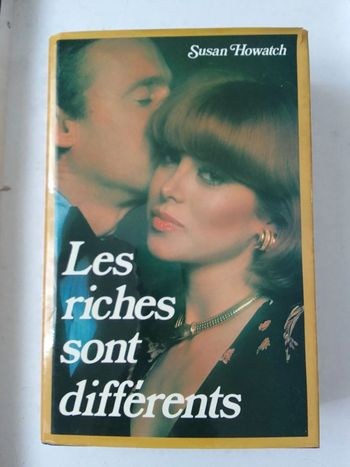 Susan Howatch
Les
riches
sont
différents